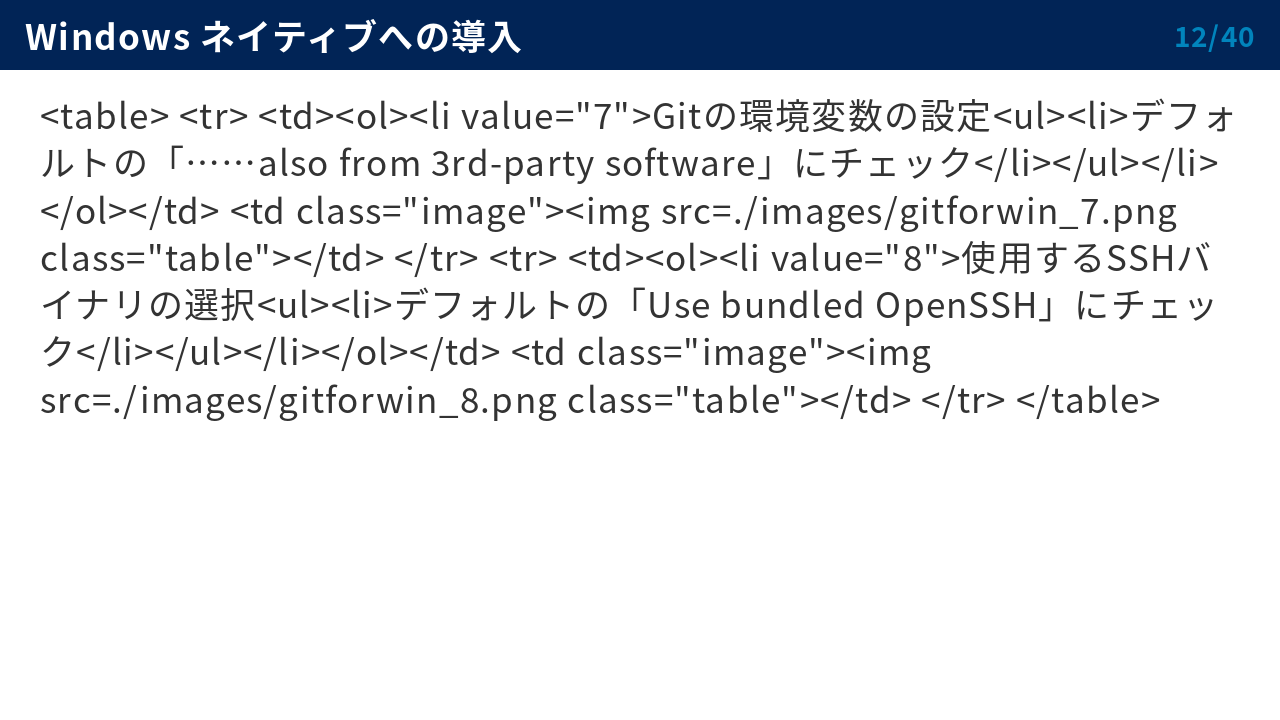 Windows ネイティブへの導入
12/40
<table> <tr> <td><ol><li value="7">Gitの環境変数の設定<ul><li>デフォ
ルトの「……also from 3rd-party software」にチェック</li></ul></li>
</ol></td> <td class="image"><img src=./images/gitforwin_7.png
class="table"></td> </tr> <tr> <td><ol><li value="8">使用するSSHバ
イナリの選択<ul><li>デフォルトの「Use bundled OpenSSH」にチェッ
ク</li></ul></li></ol></td> <td class="image"><img
src=./images/gitforwin_8.png class="table"></td> </tr> </table>